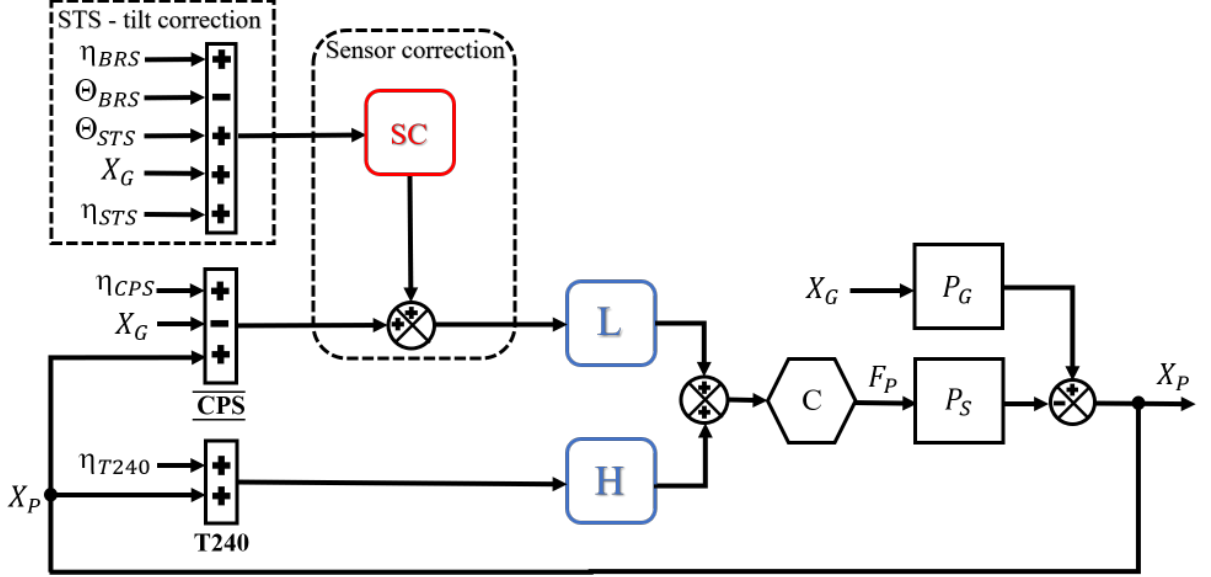 STS - tilt correction
η_BRS
Θ_BRS
Θ_STS
X_G
η_STS
+
−
+
+
+
Sensor correction
SC
+
+
η_CPS
X_G
+
−
+
CPS
L
X_G
P_G
+
+
C
F_P
P_S
+
−
X_P
η_T240
X_P
+
+
T240
H